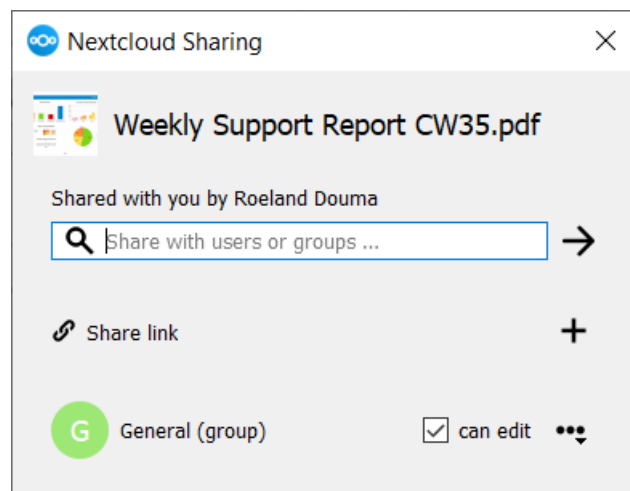 Nextcloud Sharing
Weekly Support Report CW35.pdf
Shared with you by Roeland Douma
Share with users or groups ...
Share link
G General (group) can edit